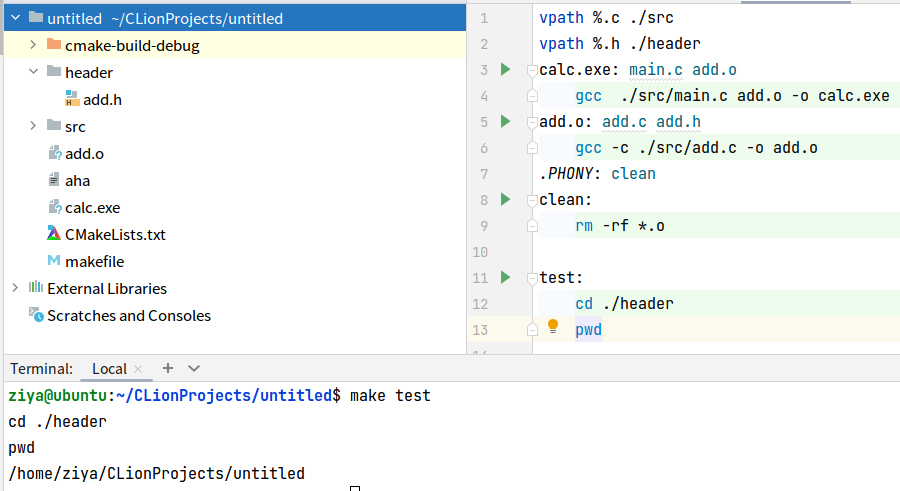 untitled ~/CLionProjects/untitled
cmake-build-debug
header
add.h
src
add.o
aha
calc.exe
CMakeLists.txt
makefile
External Libraries
Scratches and Consoles
1 vpath %.c ./src
2 vpath %.h ./header
3 calc.exe: main.c add.o
4 gcc  ./src/main.c add.o -o calc.exe
5 add.o: add.c add.h
6 gcc -c ./src/add.c -o add.o
7 .PHONY: clean
8 clean:
9 rm -rf *.o
10
11 test:
12 cd ./header
13 pwd
Terminal: Local
ziya@ubuntu:~/CLionProjects/untitled$ make test
cd ./header
pwd
/home/ziya/CLionProjects/untitled